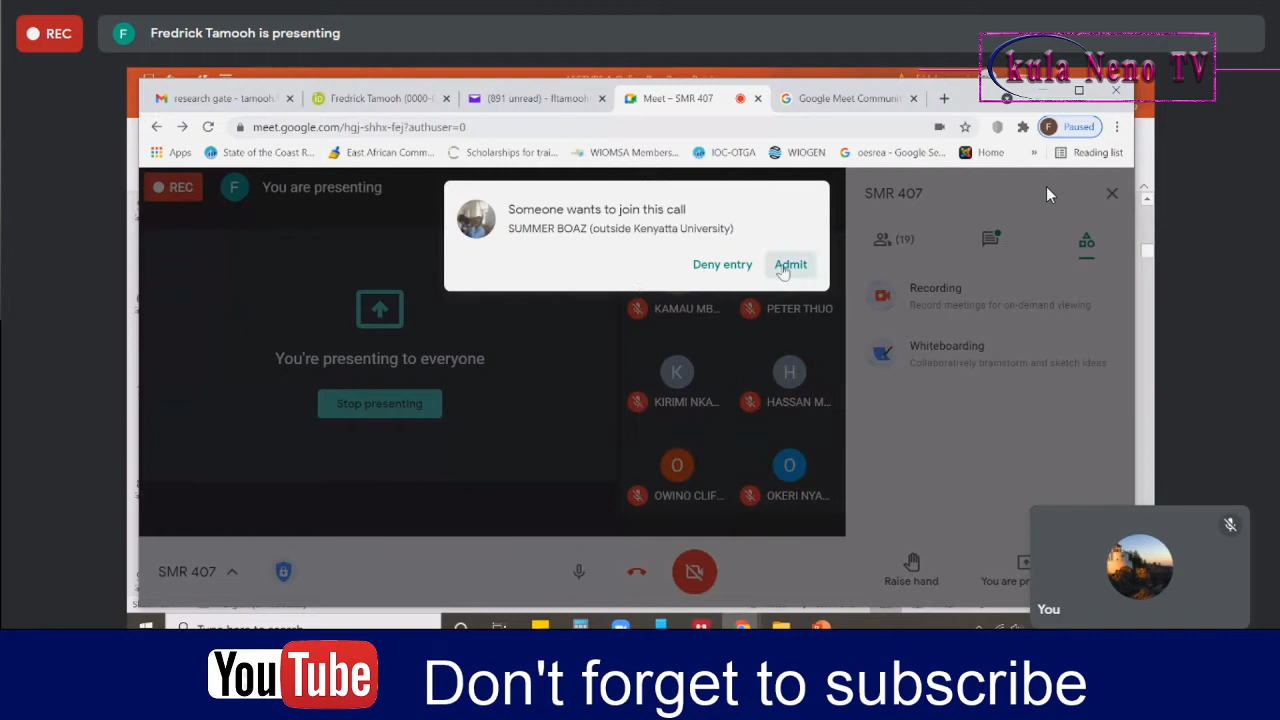 REC
F
Fredrick Tamooh is presenting
kula Neno TV
research gate - tamooh.
Fredrick Tamooh (0000-
(891 unread) - fltamooh
Meet – SMR 407
Google Meet Communit
meet.google.com/hgj-shhx-fej?authuser=0
F
Paused
Apps
State of the Coast R...
East African Comm...
Scholarships for trai...
WIOMSA Members...
IOC-OTGA
WIOGEN
oesrea - Google Se...
Home
»
Reading list
REC
F
You are presenting
Someone wants to join this call
SUMMER BOAZ (outside Kenyatta University)
Deny entry
Admit
SMR 407
(19)
Recording
Record meetings for on-demand viewing
Whiteboarding
Collaboratively brainstorm and sketch ideas
You're presenting to everyone
Stop presenting
KAMAU MB...
PETER THUO
K
H
KIRIMI NKA...
HASSAN M...
O
O
OWINO CLIF...
OKERI NYA...
SMR 407
Raise hand
You are pr
You
Type here to search
YouTube
Don't forget to subscribe